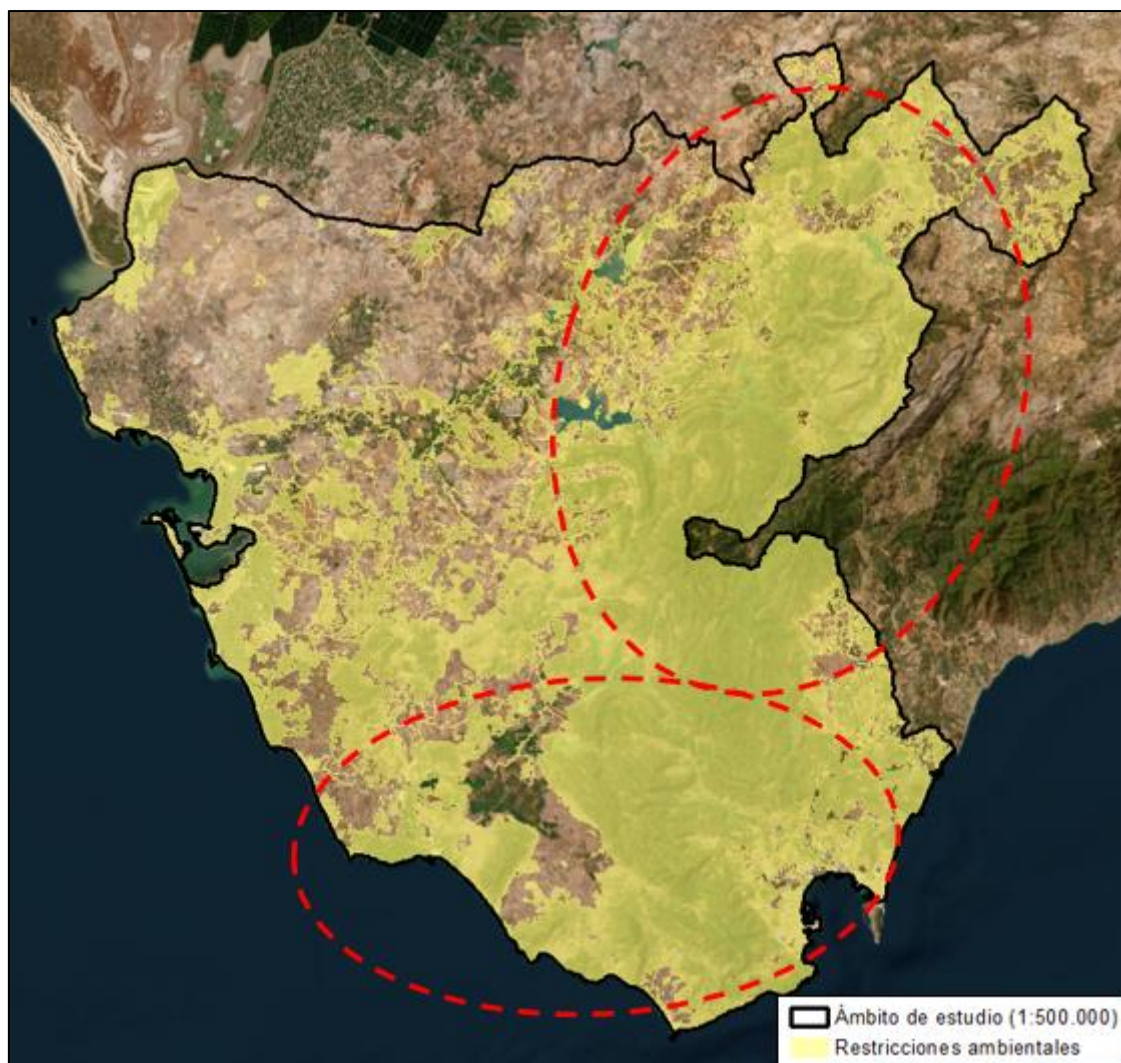 Ámbito de estudio (1:500.000)
Restricciones ambientales